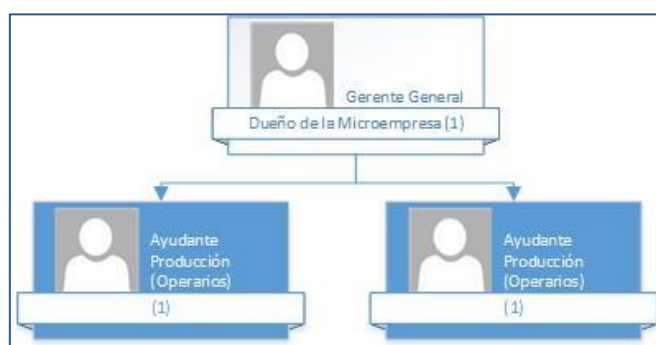 Gerente General
Dueño de la Microempresa (1)
Ayudante
Producción
(Operarios)
(1)
Ayudante
Producción
(Operarios)
(1)